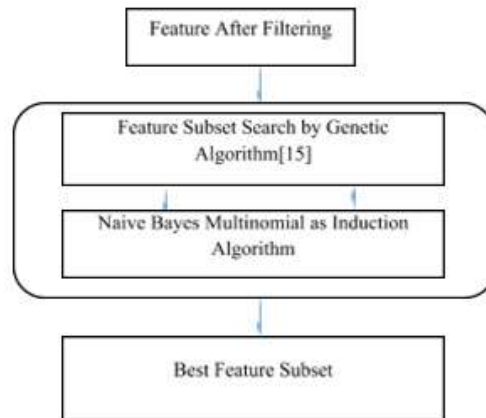 Feature After Filtering
Feature Subset Search by Genetic
Algorithm[15]
Naive Bayes Multinomial as Induction
Algorithm
Best Feature Subset